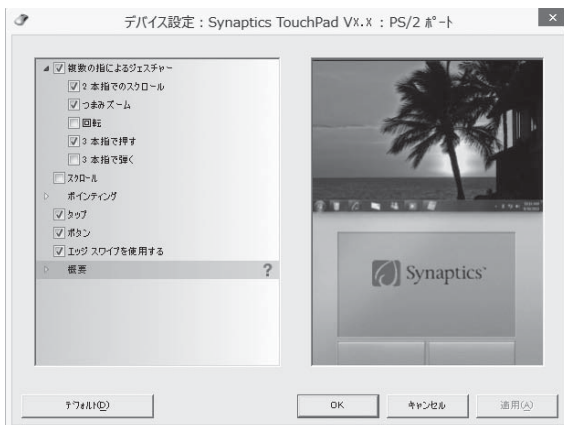 デバイス設定：Synaptics TouchPad Vx.x：PS/2 ﾎﾟｰﾄ
複数の指によるジェスチャー
2 本指でのスクロール
つまみズーム
回転
3 本指で押す
3 本指で弾く
スクロール
ポインティング
タップ
ボタン
エッジ スワイプを使用する
概要 ?
Synaptics
デフォルト(D)
OK
キャンセル
適用(A)